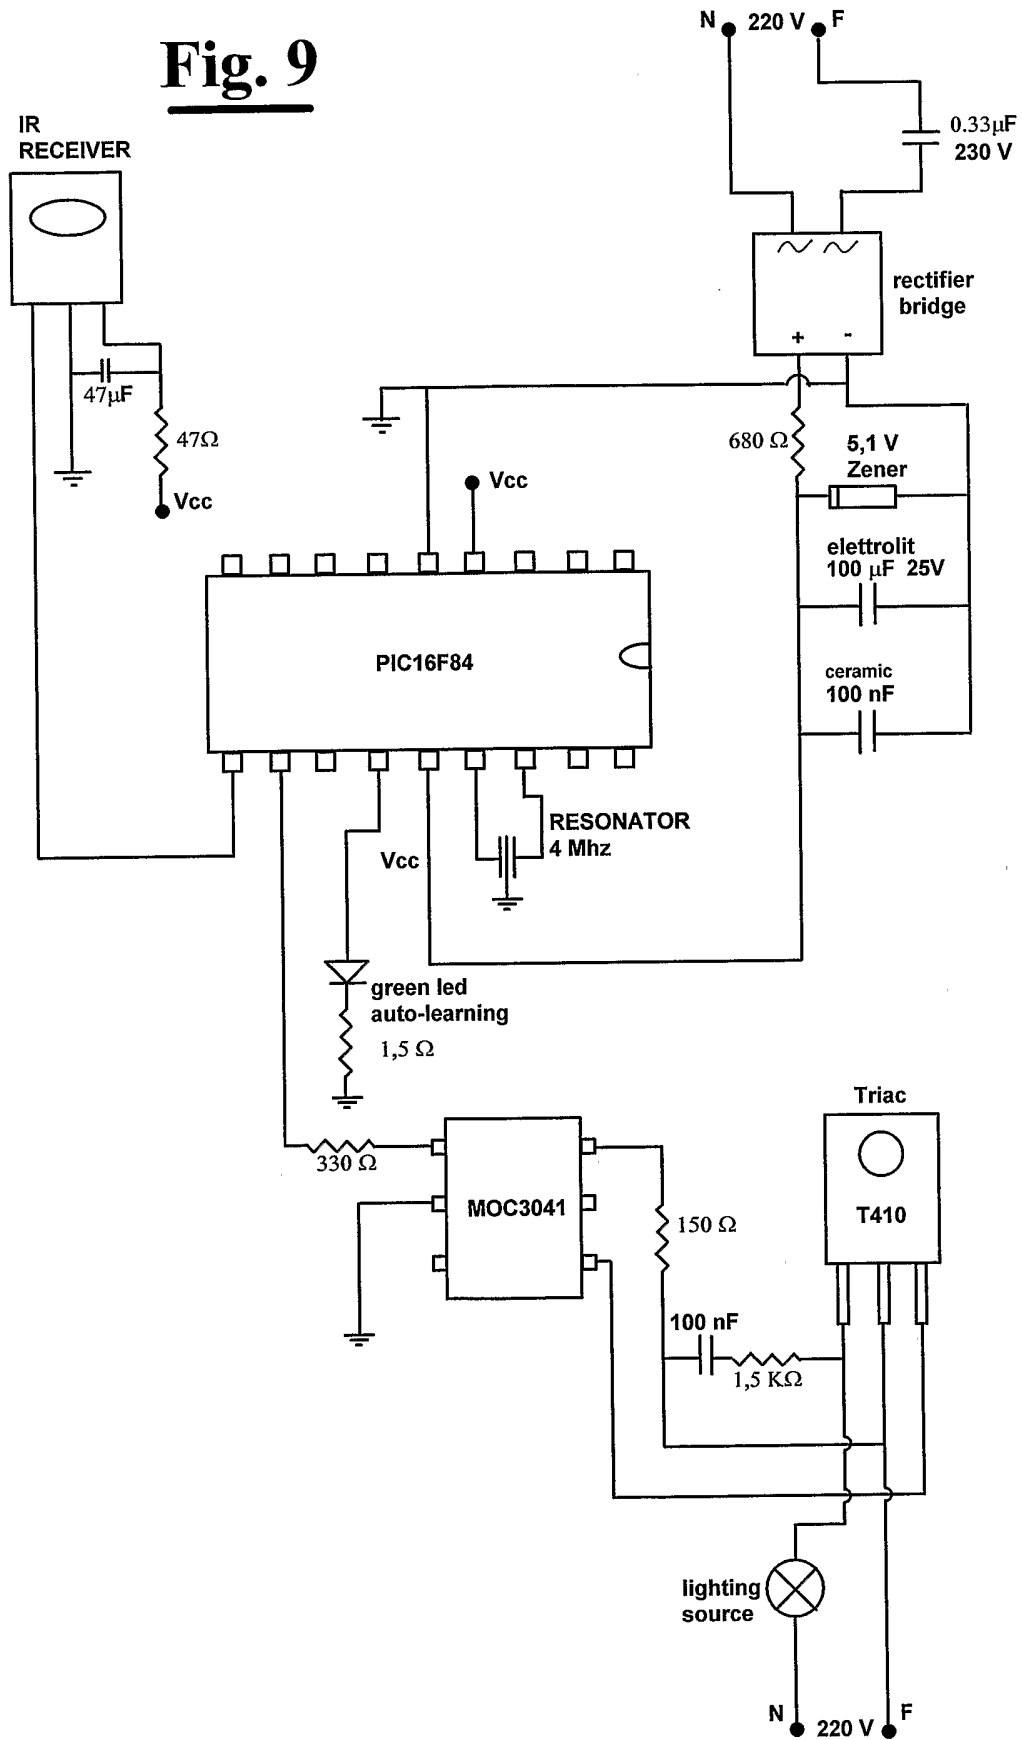 Fig. 9
N 220 V F
0.33µF
230 V
IR
RECEIVER
rectifier
bridge
+ -
47µF
47Ω
Vcc
680 Ω
5,1 V
Zener
Vcc
elettrolit
100 µF 25V
ceramic
100 nF
PIC16F84
RESONATOR
4 Mhz
Vcc
green led
auto-learning
1,5 Ω
Triac
330 Ω
MOC3041
T410
150 Ω
100 nF
1,5 KΩ
lighting
source
N 220 V F